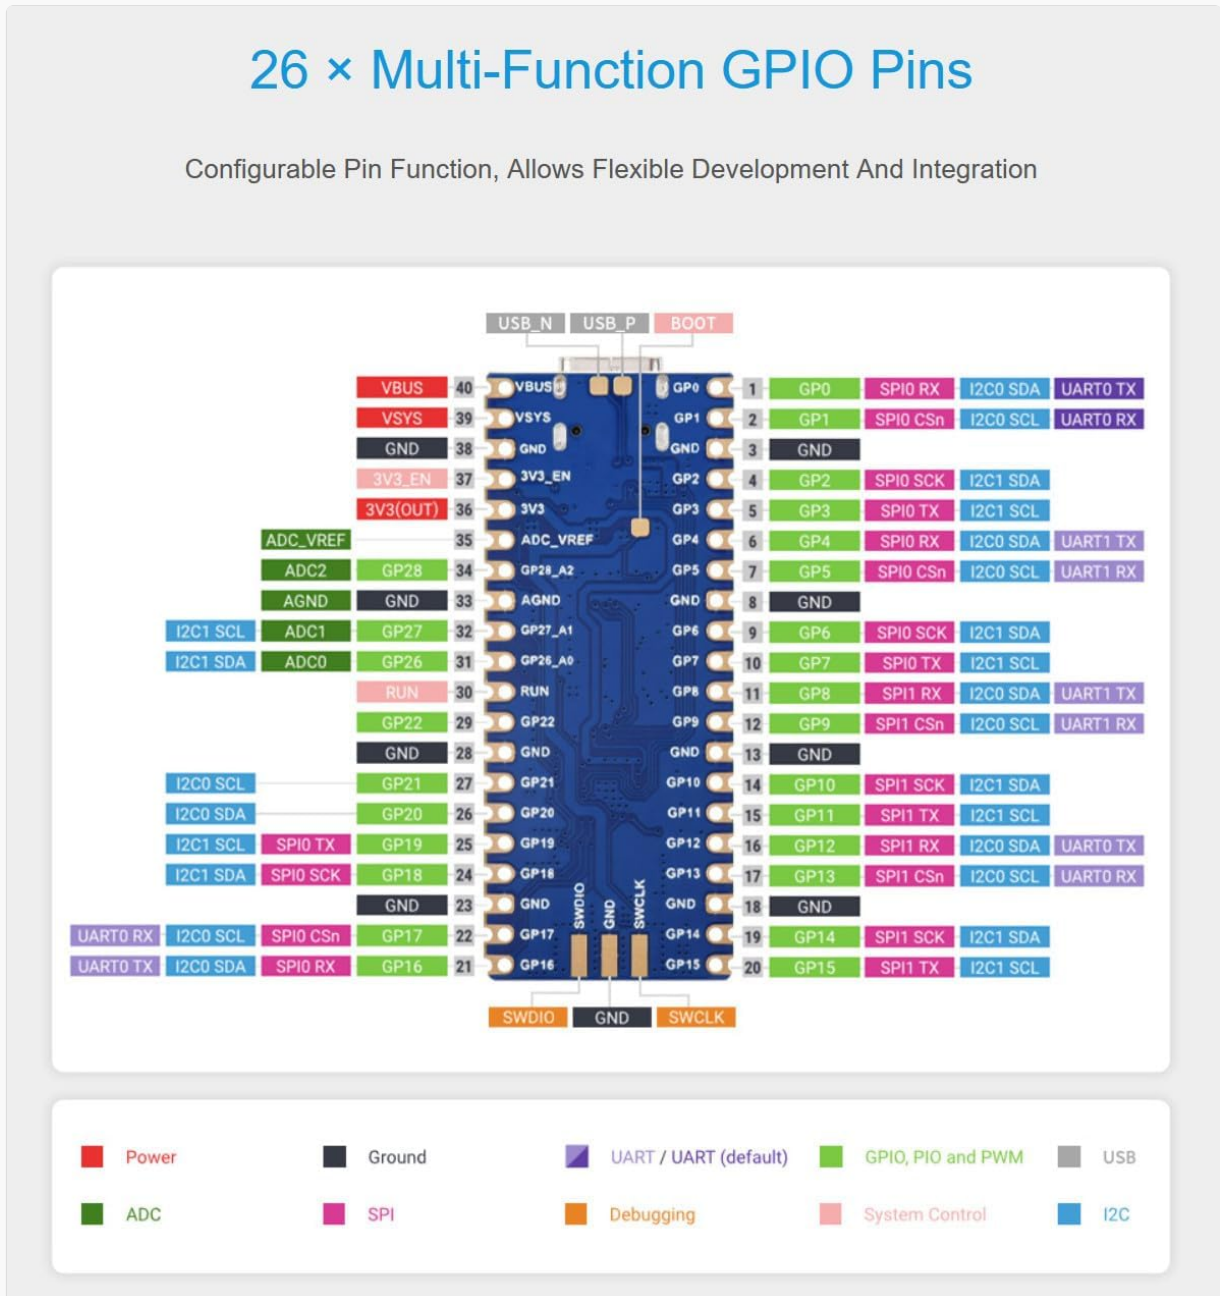 26 × Multi-Function GPIO Pins
Configurable Pin Function, Allows Flexible Development And Integration
USB_N USB_P BOOT
VBUS 40 VBUS GP0 1 GP0 SPI0 RX I2C0 SDA UART0 TX
VSYS 39 VSYS GP1 2 GP1 SPI0 CSn I2C0 SCL UART0 RX
GND 38 GND GND 3 GND
3V3_EN 37 3V3_EN GP2 4 GP2 SPI0 SCK I2C1 SDA
3V3(OUT) 36 3V3 GP3 5 GP3 SPI0 TX I2C1 SCL
ADC_VREF 35 ADC_VREF GP4 6 GP4 SPI0 RX I2C0 SDA UART1 TX
ADC2 GP28 34 GP28_A2 GP5 7 GP5 SPI0 CSn I2C0 SCL UART1 RX
AGND GND 33 AGND GND 8 GND
I2C1 SCL ADC1 GP27 32 GP27_A1 GP6 9 GP6 SPI0 SCK I2C1 SDA
I2C1 SDA ADC0 GP26 31 GP26_A0 GP7 10 GP7 SPI0 TX I2C1 SCL
RUN 30 RUN GP8 11 GP8 SPI1 RX I2C0 SDA UART1 TX
GP22 29 GP22 GP9 12 GP9 SPI1 CSn I2C0 SCL UART1 RX
GND 28 GND GND 13 GND
I2C0 SCL GP21 27 GP21 GP10 14 GP10 SPI1 SCK I2C1 SDA
I2C0 SDA GP20 26 GP20 GP11 15 GP11 SPI1 TX I2C1 SCL
I2C1 SCL SPI0 TX GP19 25 GP19 GP12 16 GP12 SPI1 RX I2C0 SDA UART0 TX
I2C1 SDA SPI0 SCK GP18 24 GP18 GP13 17 GP13 SPI1 CSn I2C0 SCL UART0 RX
GND 23 GND SWDIO GND SWCLK GND 18 GND
UART0 RX I2C0 SCL SPI0 CSn GP17 22 GP17 GP14 19 GP14 SPI1 SCK I2C1 SDA
UART0 TX I2C0 SDA SPI0 RX GP16 21 GP16 GP15 20 GP15 SPI1 TX I2C1 SCL
SWDIO GND SWCLK
Power Ground UART / UART (default) GPIO, PIO and PWM USB
ADC SPI Debugging System Control I2C